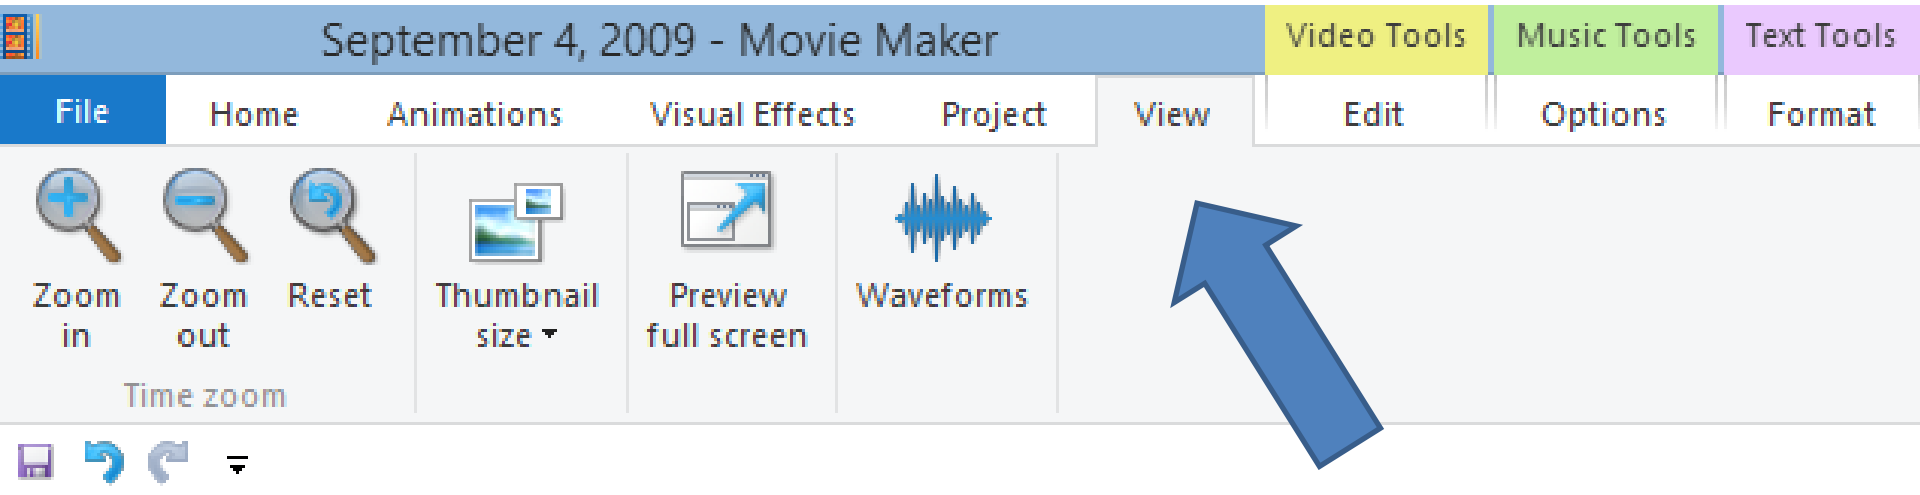 September 4, 2009 - Movie Maker
Video Tools
Music Tools
Text Tools
File
Home
Animations
Visual Effects
Project
View
Edit
Options
Format
Zoom
in
Zoom
out
Reset
Thumbnail
size
Preview
full screen
Waveforms
Time zoom